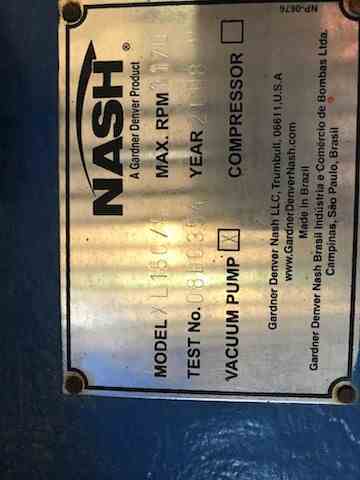 NP-0676
NASH®
A Gardner Denver Product
MODEL MAX. RPM
TEST No. YEAR
VACUUM PUMP X COMPRESSOR
Gardner Denver Nash LLC, Trumbull, 06611, U.S.A
www.GardnerDenverNash.com
Made in Brazil
Gardner Denver Nash Brasil Indústria e Comércio de Bombas Ltda.
Campinas, São Paulo, Brasil